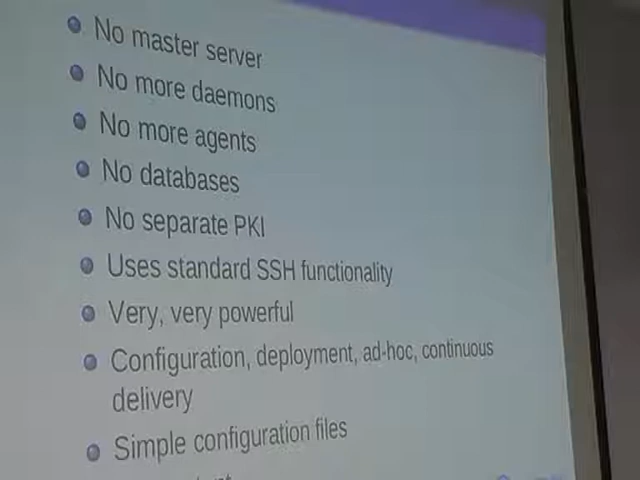 No master server
No more daemons
No more agents
No databases
No separate PKI
Uses standard SSH functionality
Very, very powerful
Configuration, deployment, ad-hoc, continuous
delivery
Simple configuration files